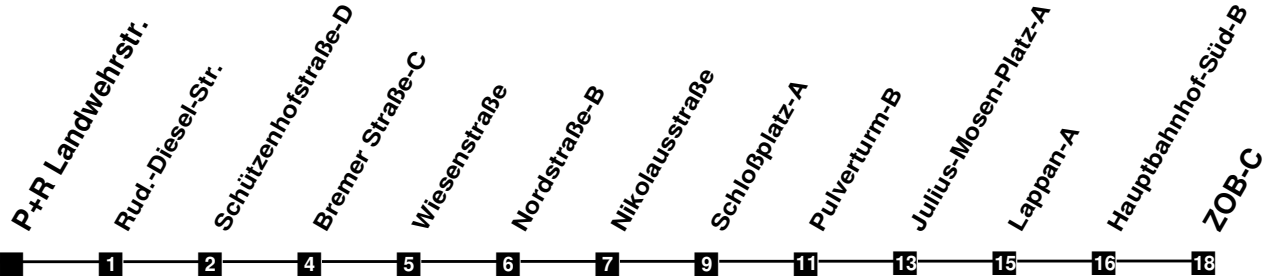 P+R Landwehrstr.
Rud.-Diesel-Str.
Schützenhofstraße-D
Bremer Straße-C
Wiesenstraße
Nordstraße-B
Nikolausstraße
Schloßplatz-A
Pulverturm-B
Julius-Mosen-Platz-A
Lappan-A
Hauptbahnhof-Süd-B
ZOB-C
1 2 4 5 6 7 9 11 13 15 16 18